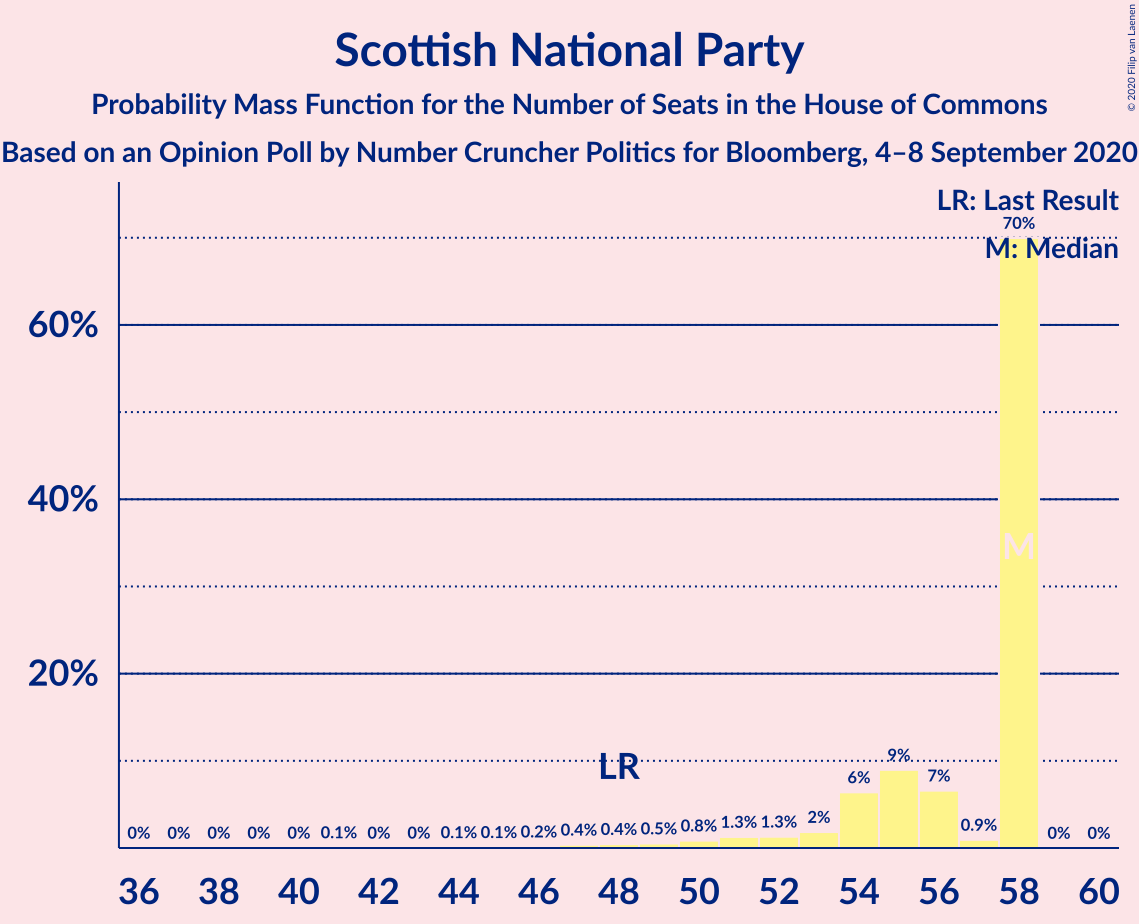 Scottish National Party
Probability Mass Function for the Number of Seats in the House of Commons
Based on an Opinion Poll by Number Cruncher Politics for Bloomberg, 4–8 September 2020
© 2020 Filip van Laenen
LR: Last Result
70%
M: Median
60%
40%
M
20%
LR
0% 0% 0% 0% 0% 0.1% 0% 0% 0.1% 0.1% 0.2% 0.4% 0.4% 0.5% 0.8% 1.3% 1.3% 2% 6% 9% 7% 0.9% 0% 0%
36 38 40 42 44 46 48 50 52 54 56 58 60